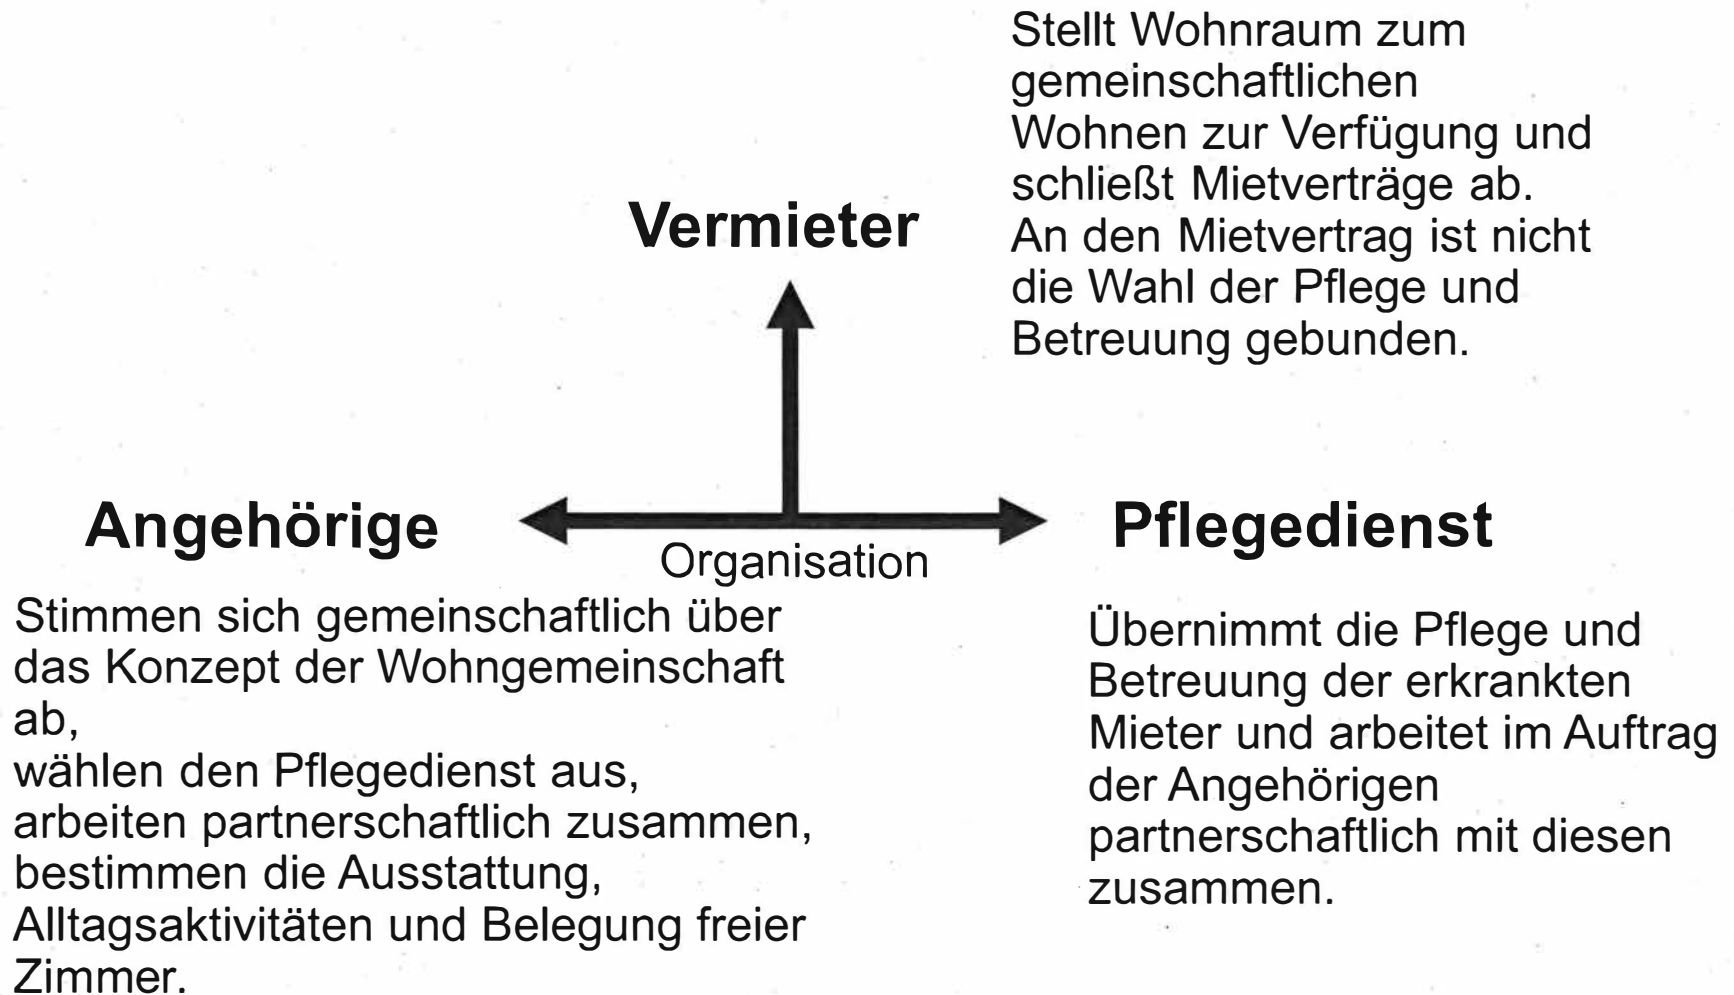 Stellt Wohnraum zum
gemeinschaftlichen
Wohnen zur Verfügung und
schließt Mietverträge ab.
An den Mietvertrag ist nicht
die Wahl der Pflege und
Betreuung gebunden.
Vermieter
Angehörige
Organisation
Pflegedienst
Stimmen sich gemeinschaftlich über
das Konzept der Wohngemeinschaft
ab,
wählen den Pflegedienst aus,
arbeiten partnerschaftlich zusammen,
bestimmen die Ausstattung,
Alltagsaktivitäten und Belegung freier
Zimmer.
Übernimmt die Pflege und
Betreuung der erkrankten
Mieter und arbeitet im Auftrag
der Angehörigen
partnerschaftlich mit diesen
zusammen.